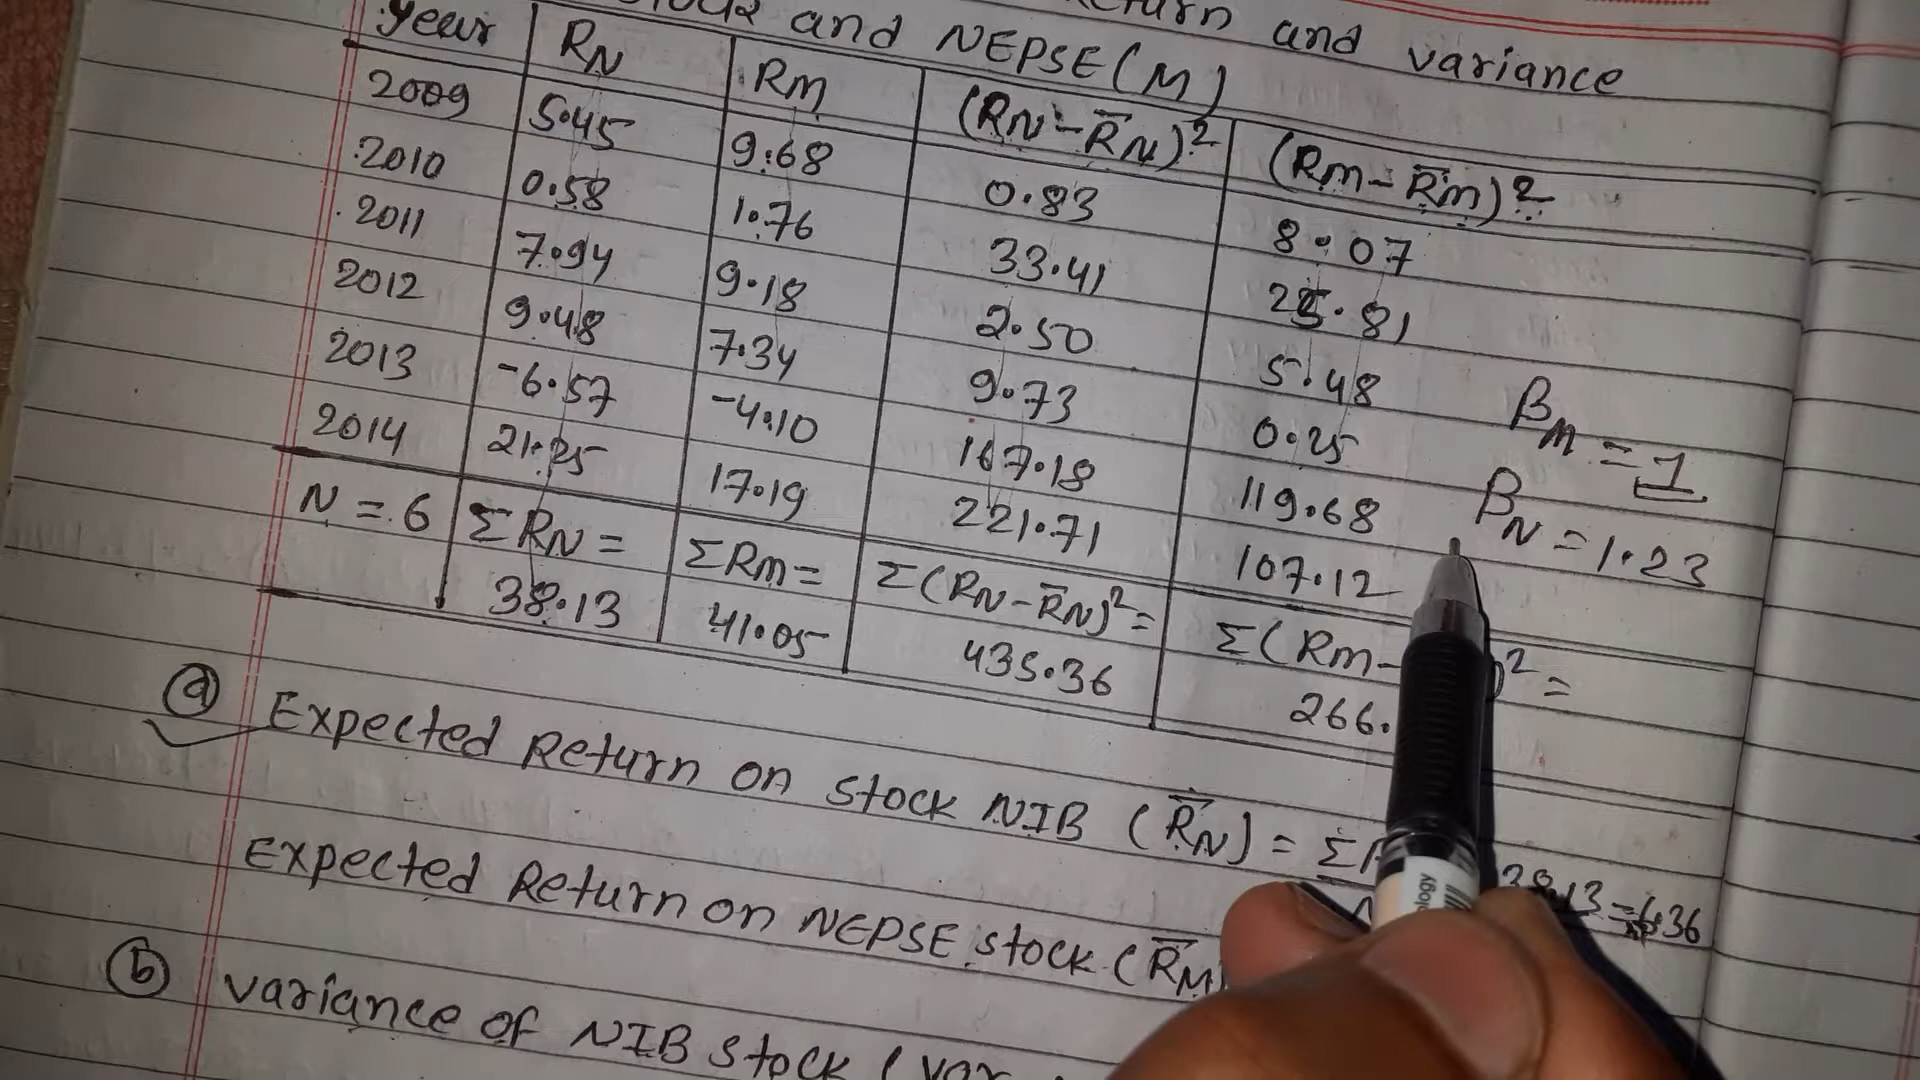 and variance
and NEPSE(M)
year RN Rm (RN-R̅N)² (Rm-R̅m)²
2009 5.45 9.68 0.83 8.07
2010 0.58 1.76 33.41 25.81
2011 7.94 9.18 2.50 5.48
2012 9.48 7.34 9.73 0.25
2013 -6.57 -4.10 167.18 119.68
2014 21.25 17.19 221.71 107.12
N = 6 ΣRN = 38.13 ΣRm = 41.05 Σ(RN-R̅N)² = 435.36 Σ(Rm- )² = 266.
βm = 1
βN = 1.23
ⓐ Expected Return on stock NIB (R̅N) = Σ 38.13 = 6.36
Expected Return on NEPSE stock (R̅M)
ⓑ variance of NIB stock (var
ology